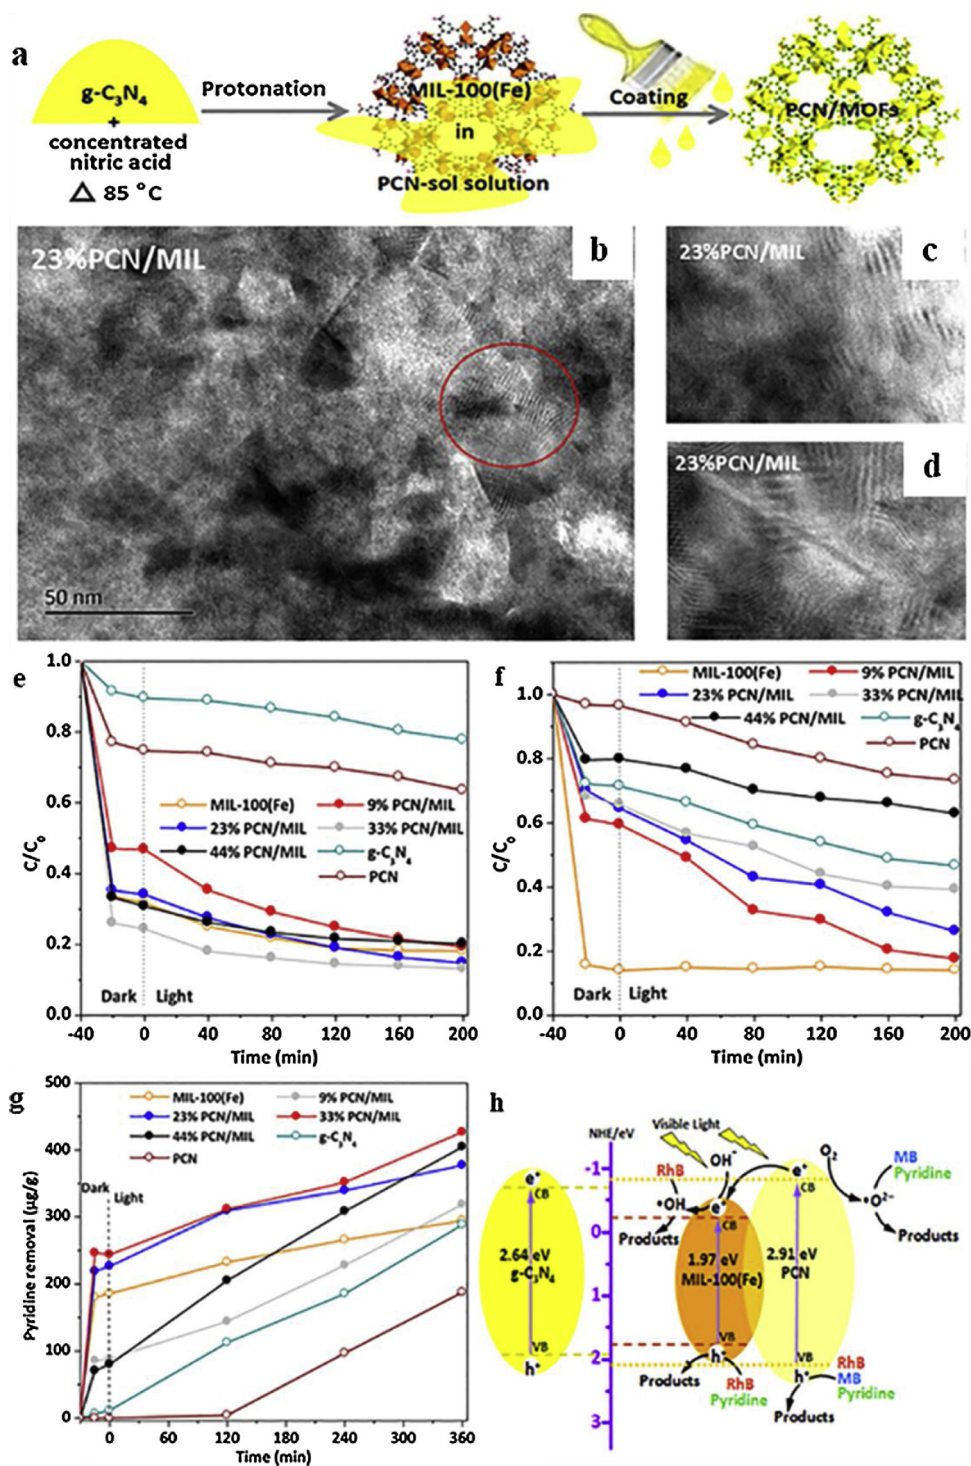 a
g-C3N4
+
concentrated
nitric acid
△ 85 °C
Protonation
MIL-100(Fe)
in
PCN-sol solution
Coating
PCN/MOFs
23%PCN/MIL
b
50 nm
23%PCN/MIL
c
23%PCN/MIL
d
e
C/C0
1.0
0.8
0.6
0.4
0.2
0.0
MIL-100(Fe)
9% PCN/MIL
23% PCN/MIL
33% PCN/MIL
44% PCN/MIL
g-C3N4
PCN
Dark
Light
-40 0 40 80 120 160 200
Time (min)
f
C/C0
1.0
0.8
0.6
0.4
0.2
0.0
MIL-100(Fe)
9% PCN/MIL
23% PCN/MIL
33% PCN/MIL
44% PCN/MIL
g-C3N4
PCN
Dark
Light
-40 0 40 80 120 160 200
Time (min)
g
Pyridine removal (µg/g)
500
400
300
200
100
0
MIL-100(Fe)
9% PCN/MIL
23% PCN/MIL
33% PCN/MIL
44% PCN/MIL
g-C3N4
PCN
Dark
Light
0 60 120 180 240 300 360
Time (min)
h
NHE/eV
-1
0
1
2
3
Visible Light
e+
CB
2.64 eV
g-C3N4
VB
h+
RhB
OH-
•OH
Products
e+
CB
1.97 eV
MIL-100(Fe)
VB
h+
Products
RhB
Pyridine
e+
CB
2.91 eV
PCN
VB
h+
O2
MB
Pyridine
•O2-
Products
RhB
MB
Pyridine
Products